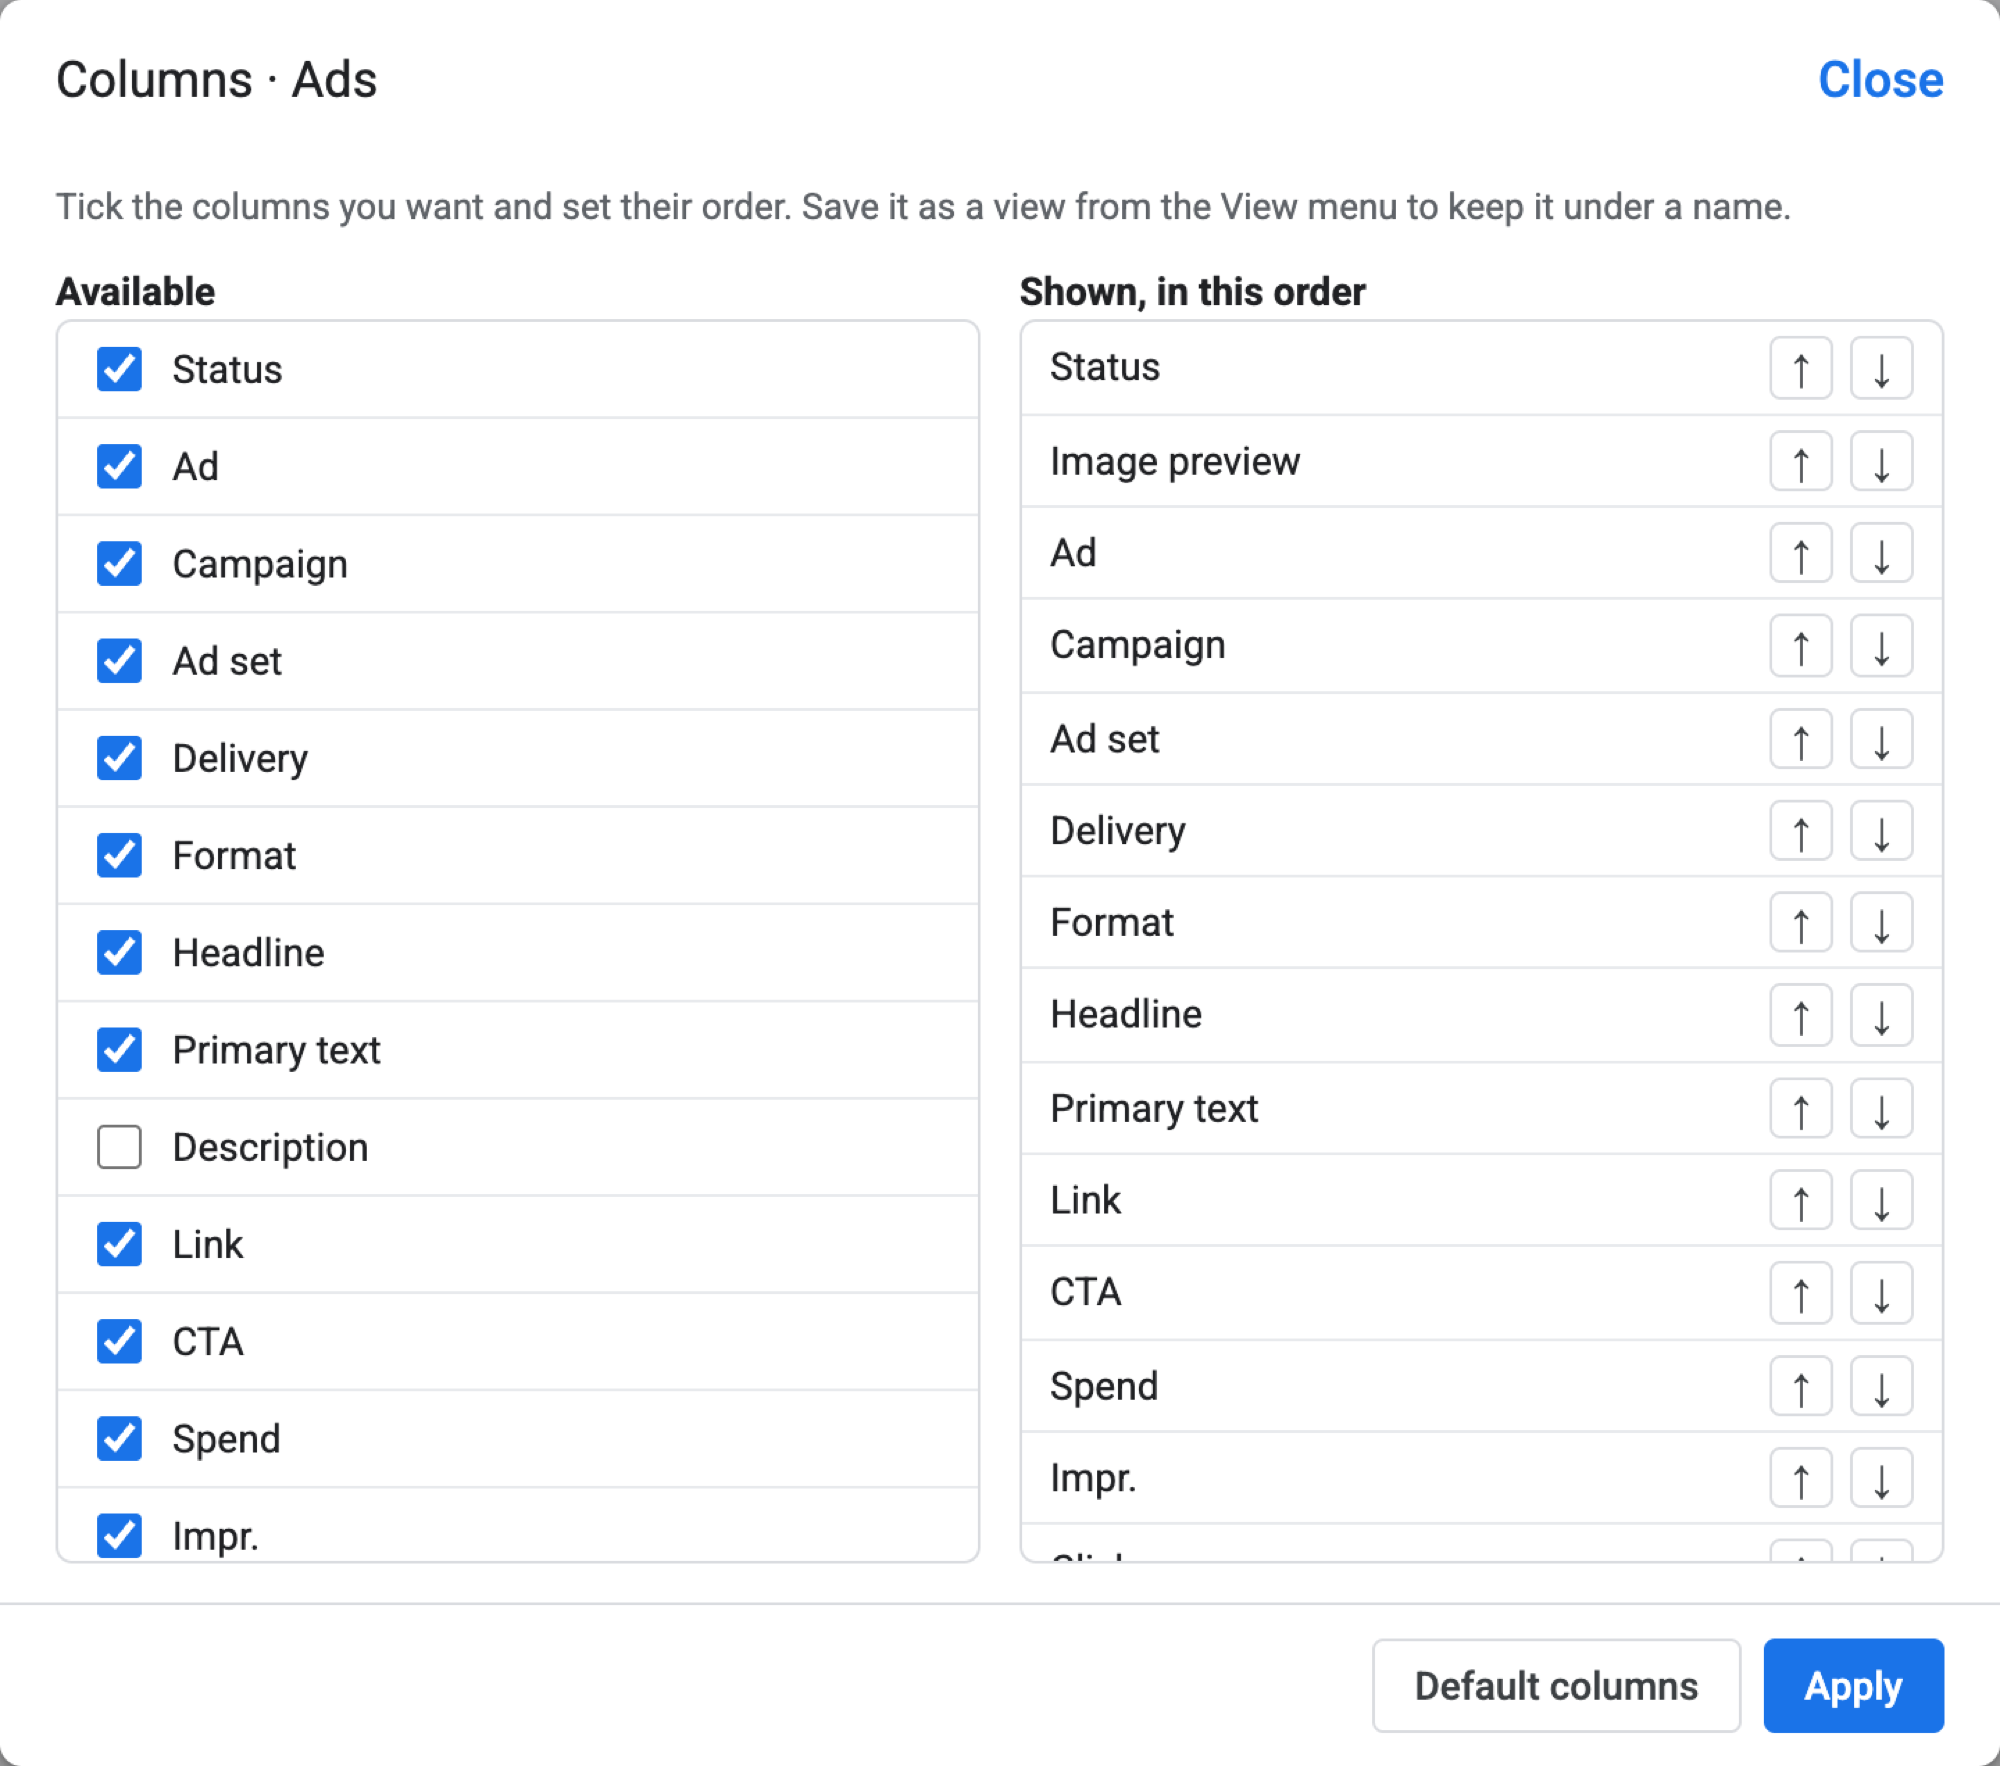 Columns · Ads
Close
Tick the columns you want and set their order. Save it as a view from the View menu to keep it under a name.
Available
Status
Ad
Campaign
Ad set
Delivery
Format
Headline
Primary text
Description
Link
CTA
Spend
Impr.
Shown, in this order
Status ↑ ↓
Image preview ↑ ↓
Ad ↑ ↓
Campaign ↑ ↓
Ad set ↑ ↓
Delivery ↑ ↓
Format ↑ ↓
Headline ↑ ↓
Primary text ↑ ↓
Link ↑ ↓
CTA ↑ ↓
Spend ↑ ↓
Impr. ↑ ↓
Default columns
Apply